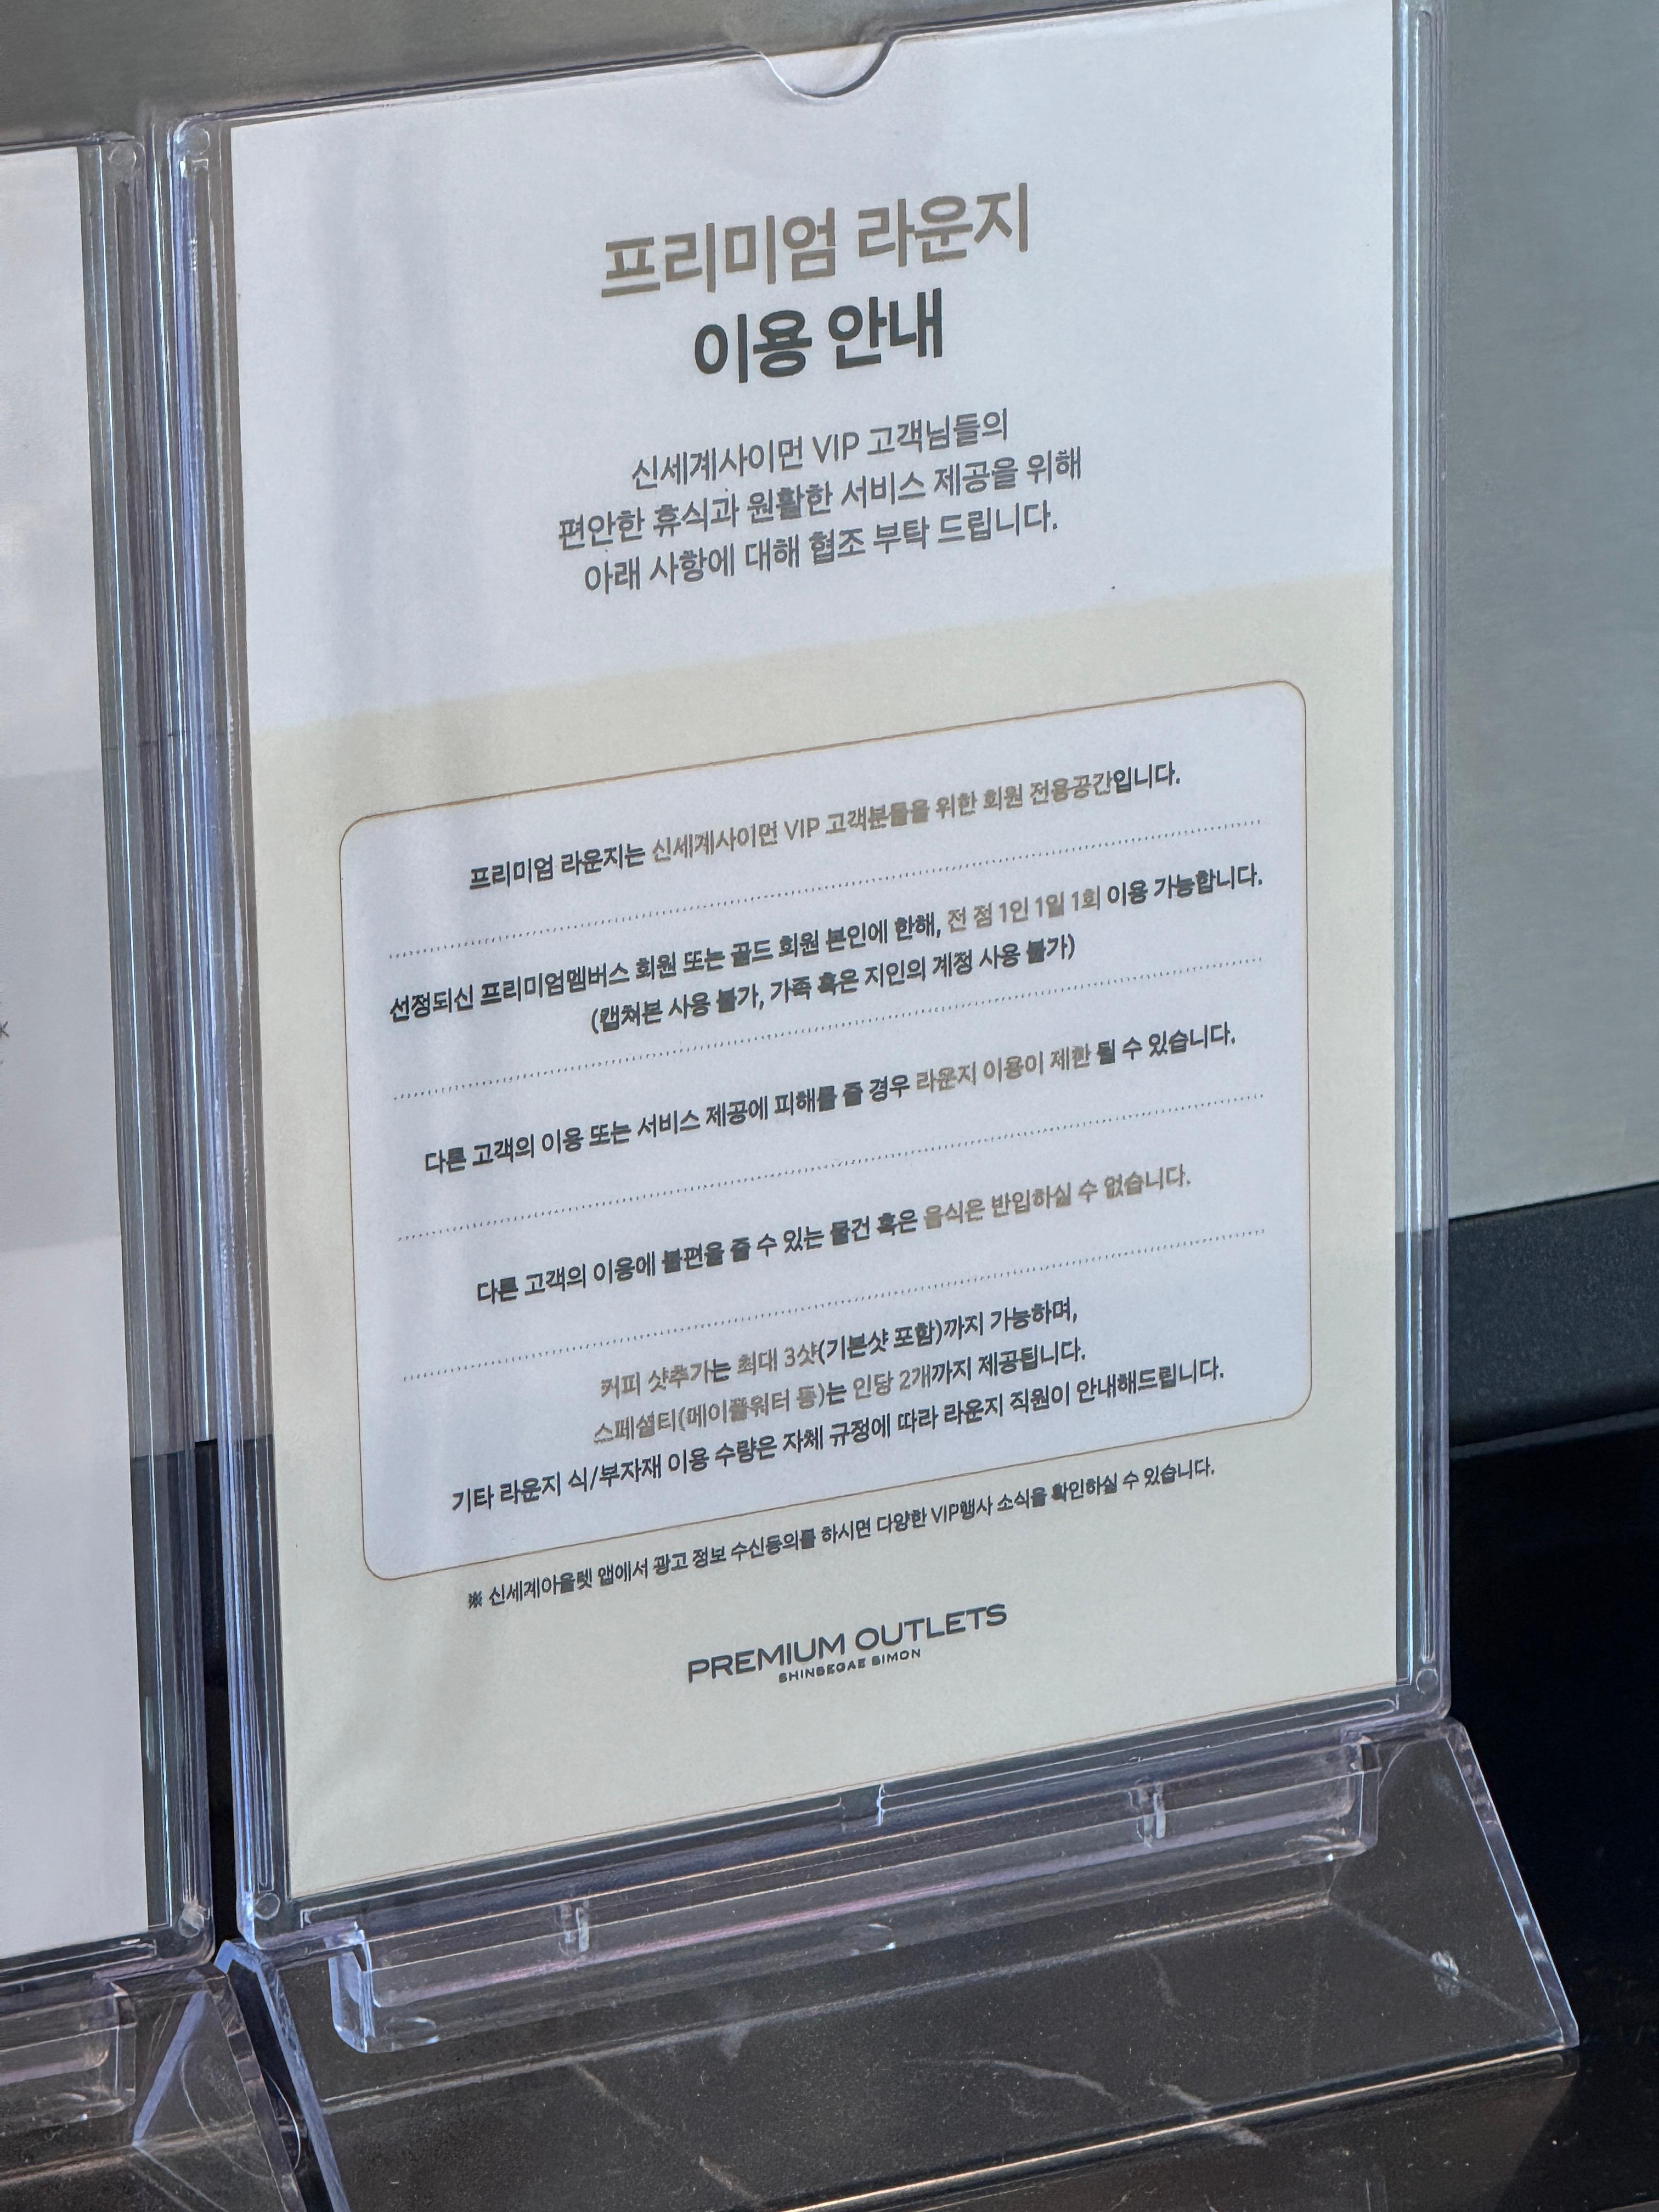 프리미엄 라운지
이용 안내
신세계사이먼 VIP 고객님들의
편안한 휴식과 원활한 서비스 제공을 위해
아래 사항에 대해 협조 부탁 드립니다.
프리미엄 라운지는 신세계사이먼 VIP 고객분들을 위한 회원 전용공간입니다.
선정되신 프리미엄멤버스 회원 또는 골드 회원 본인에 한해, 전 점 1인 1일 1회 이용 가능합니다.
(캡쳐본 사용 불가, 가족 혹은 지인의 계정 사용 불가)
다른 고객의 이용 또는 서비스 제공에 피해를 줄 경우 라운지 이용이 제한 될 수 있습니다.
다른 고객의 이용에 불편을 줄 수 있는 물건 혹은 음식은 반입하실 수 없습니다.
커피 샷추가는 최대 3샷(기본샷 포함)까지 가능하며,
스페셜티(메이플워터 등)는 인당 2개까지 제공됩니다.
기타 라운지 식/부자재 이용 수량은 자체 규정에 따라 라운지 직원이 안내해드립니다.
※ 신세계아울렛 앱에서 광고 정보 수신동의를 하시면 다양한 VIP행사 소식을 확인하실 수 있습니다.
PREMIUM OUTLETS
SHINSEGAE SIMON